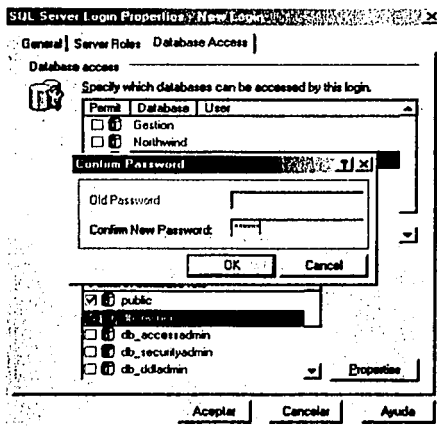 SQL Server Login Properties - New Login
General Server Roles Database Access
Database access
Specify which databases can be accessed by this login.
Permit Database User
Gestion
Northwind
Confirm Password
Old Password
Confirm New Password: *****
OK Cancel
public
db_accessadmin
db_securityadmin
db_ddladmin
Properties
Aceptar Cancelar Ayuda